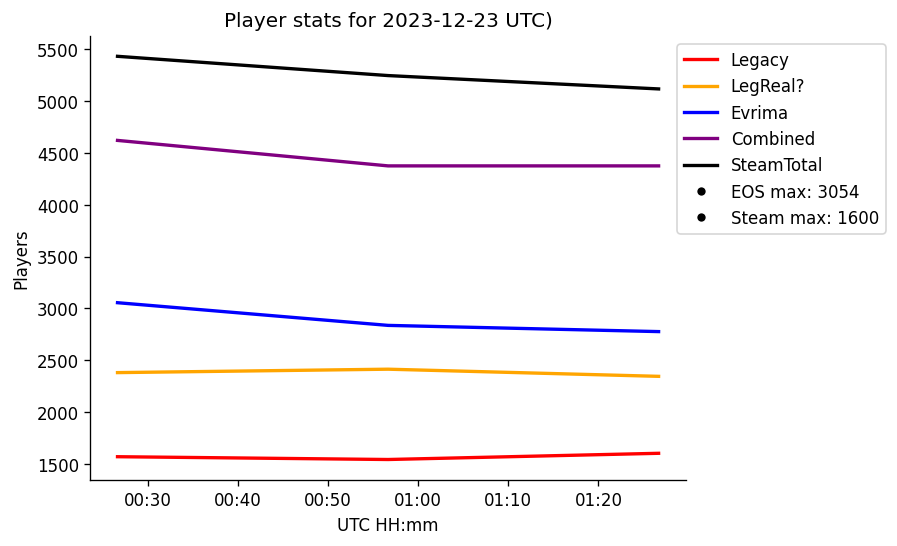 Player stats for 2023-12-23 UTC)
5500
5000
4500
4000
3500
3000
2500
2000
1500
Players
00:30 00:40 00:50 01:00 01:10 01:20
UTC HH:mm
Legacy
LegReal?
Evrima
Combined
SteamTotal
EOS max: 3054
Steam max: 1600